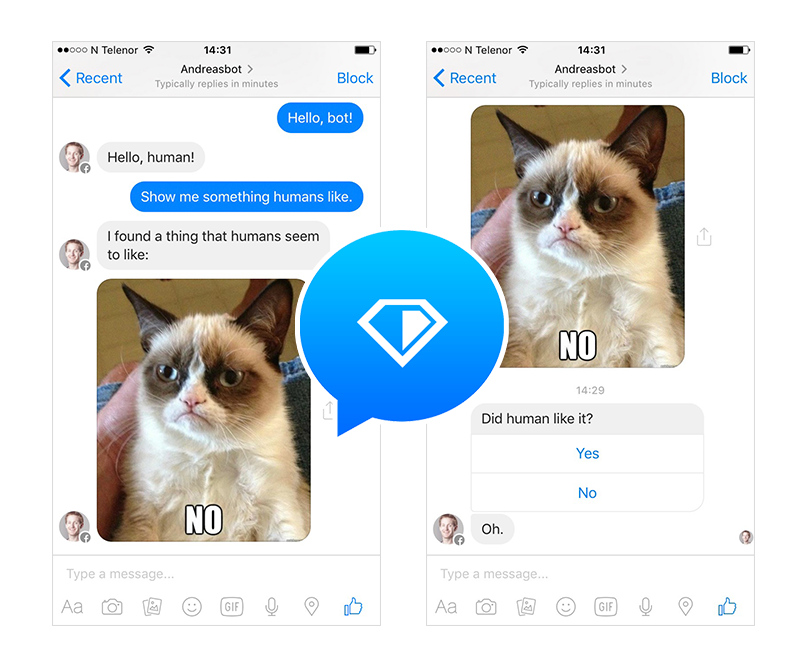 N Telenor 14:31
Recent Andreasbot Block
Typically replies in minutes
Hello, bot!
Hello, human!
Show me something humans like.
I found a thing that humans seem
to like:
NO
Type a message...
Aa GIF
N Telenor 14:31
Recent Andreasbot Block
Typically replies in minutes
NO
14:29
Did human like it?
Yes
No
Oh.
Type a message...
Aa GIF